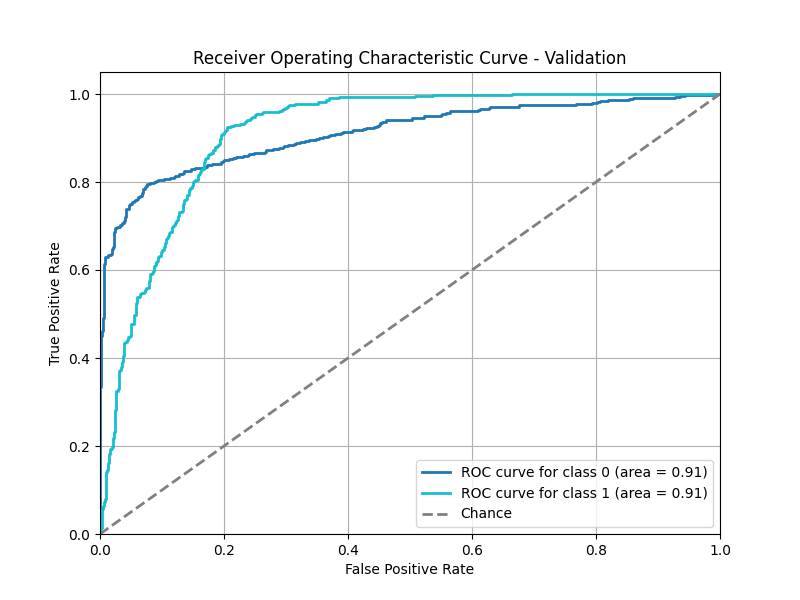 Receiver Operating Characteristic Curve - Validation
True Positive Rate
1.0
0.8
0.6
0.4
0.2
0.0
0.0 0.2 0.4 0.6 0.8 1.0
False Positive Rate
ROC curve for class 0 (area = 0.91)
ROC curve for class 1 (area = 0.91)
Chance